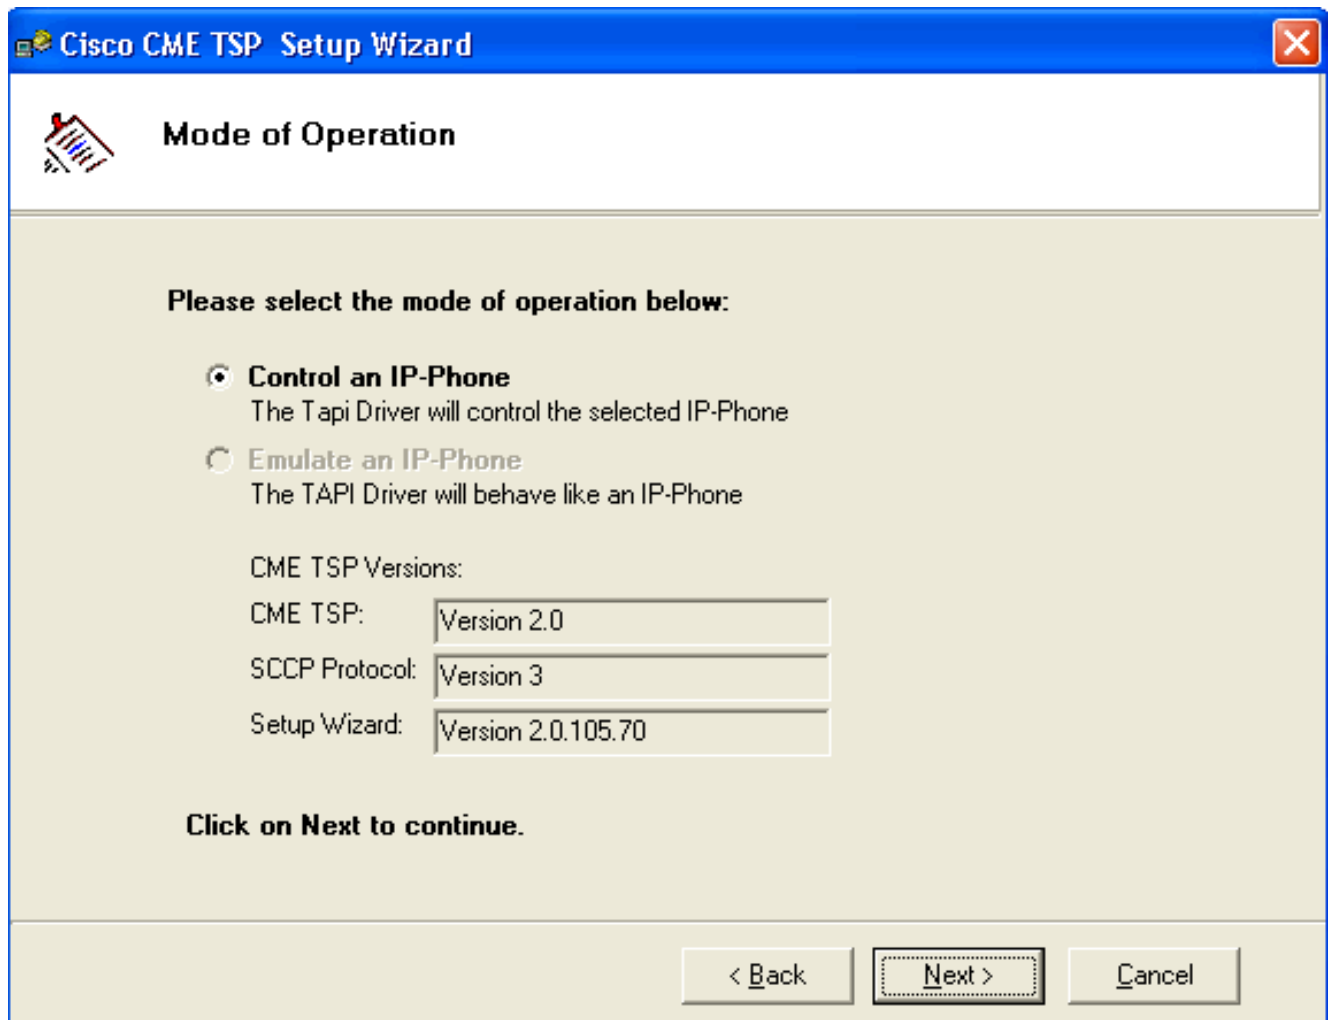 Cisco CME TSP  Setup Wizard
Mode of Operation
Please select the mode of operation below:
Control an IP-Phone
The Tapi Driver will control the selected IP-Phone
Emulate an IP-Phone
The TAPI Driver will behave like an IP-Phone
CME TSP Versions:
CME TSP: Version 2.0
SCCP Protocol: Version 3
Setup Wizard: Version 2.0.105.70
Click on Next to continue.
< Back Next > Cancel